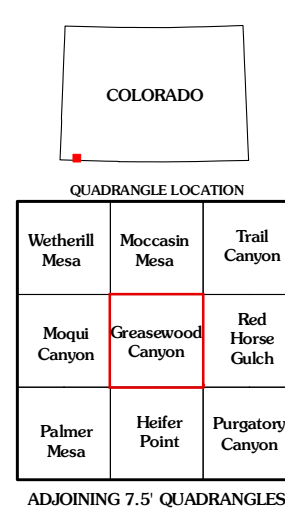 COLORADO
QUADRANGLE LOCATION
Wetherill
Mesa
Moccasin
Mesa
Trail
Canyon
Moqui
Canyon
Greasewood
Canyon
Red
Horse
Gulch
Palmer
Mesa
Heifer
Point
Purgatory
Canyon
ADJOINING 7.5' QUADRANGLES